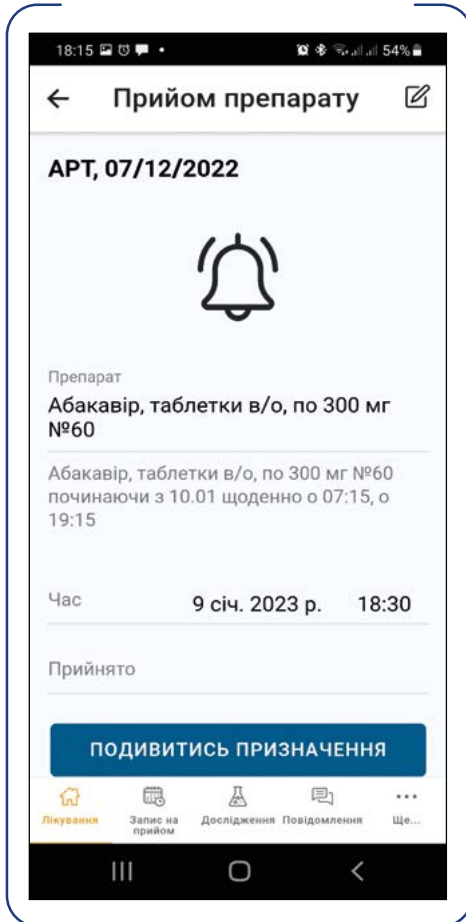 18:15 54%
Прийом препарату
АРТ, 07/12/2022
Препарат
Абакавір, таблетки в/о, по 300 мг
№60
Абакавір, таблетки в/о, по 300 мг №60
починаючи з 10.01 щоденно о 07:15, о
19:15
Час 9 січ. 2023 р. 18:30
Прийнято
ПОДИВИТИСЬ ПРИЗНАЧЕННЯ
Лікування Запис на прийом Дослідження Повідомлення Ще...